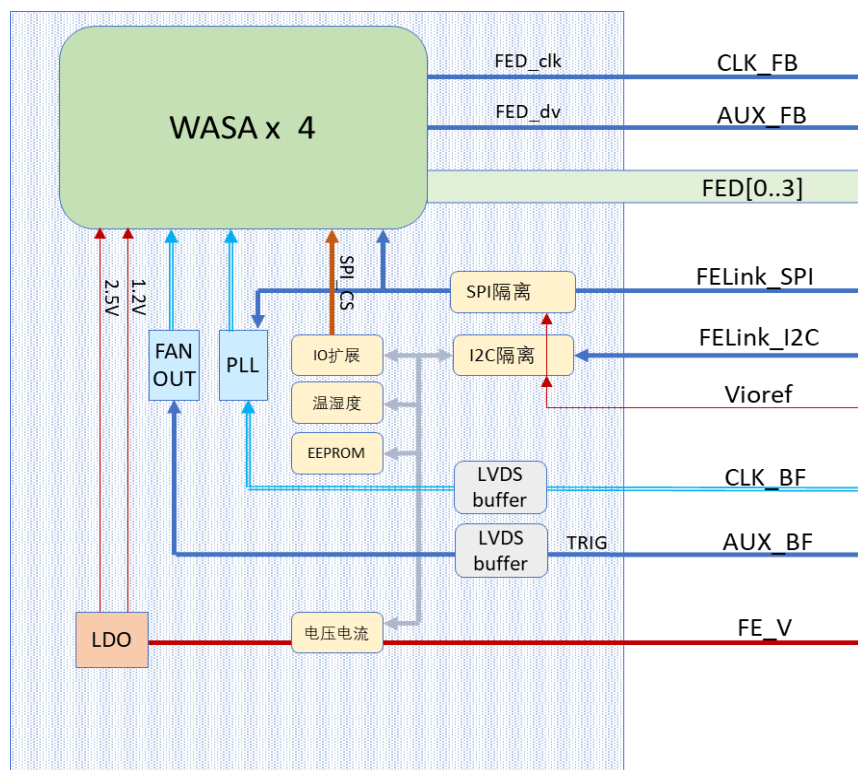 FED_clk
CLK_FB
WASA x 4
FED_dv
AUX_FB
FED[0..3]
2.5V
1.2V
SPI_CS
SPI隔离
FELink_SPI
FAN
OUT
PLL
IO扩展
I2C隔离
FELink_I2C
温湿度
Vioref
EEPROM
LVDS
buffer
CLK_BF
LVDS
buffer
TRIG
AUX_BF
LDO
电压电流
FE_V